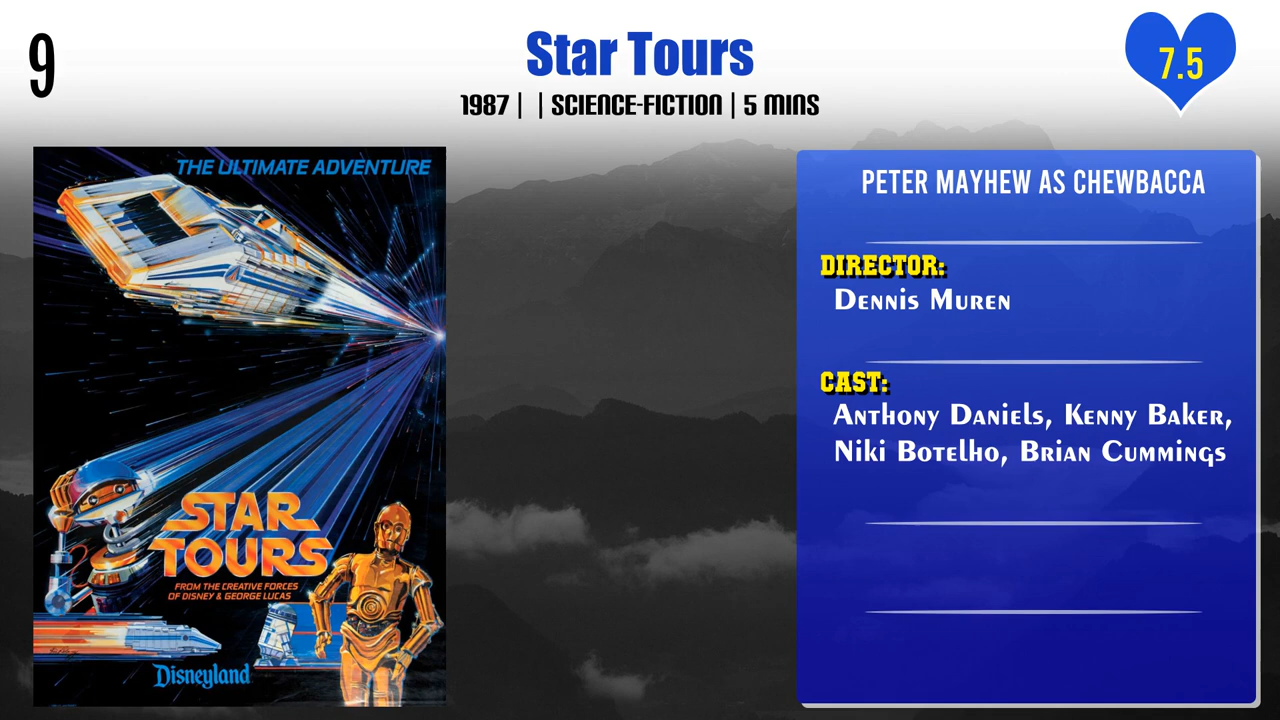 9
Star Tours
1987 | | SCIENCE-FICTION | 5 MINS
7.5
THE ULTIMATE ADVENTURE
STAR
TOURS
FROM THE CREATIVE FORCES
OF DISNEY & GEORGE LUCAS
Disneyland
PETER MAYHEW AS CHEWBACCA
DIRECTOR:
Dennis Muren
CAST:
Anthony Daniels, Kenny Baker,
Niki Botelho, Brian Cummings